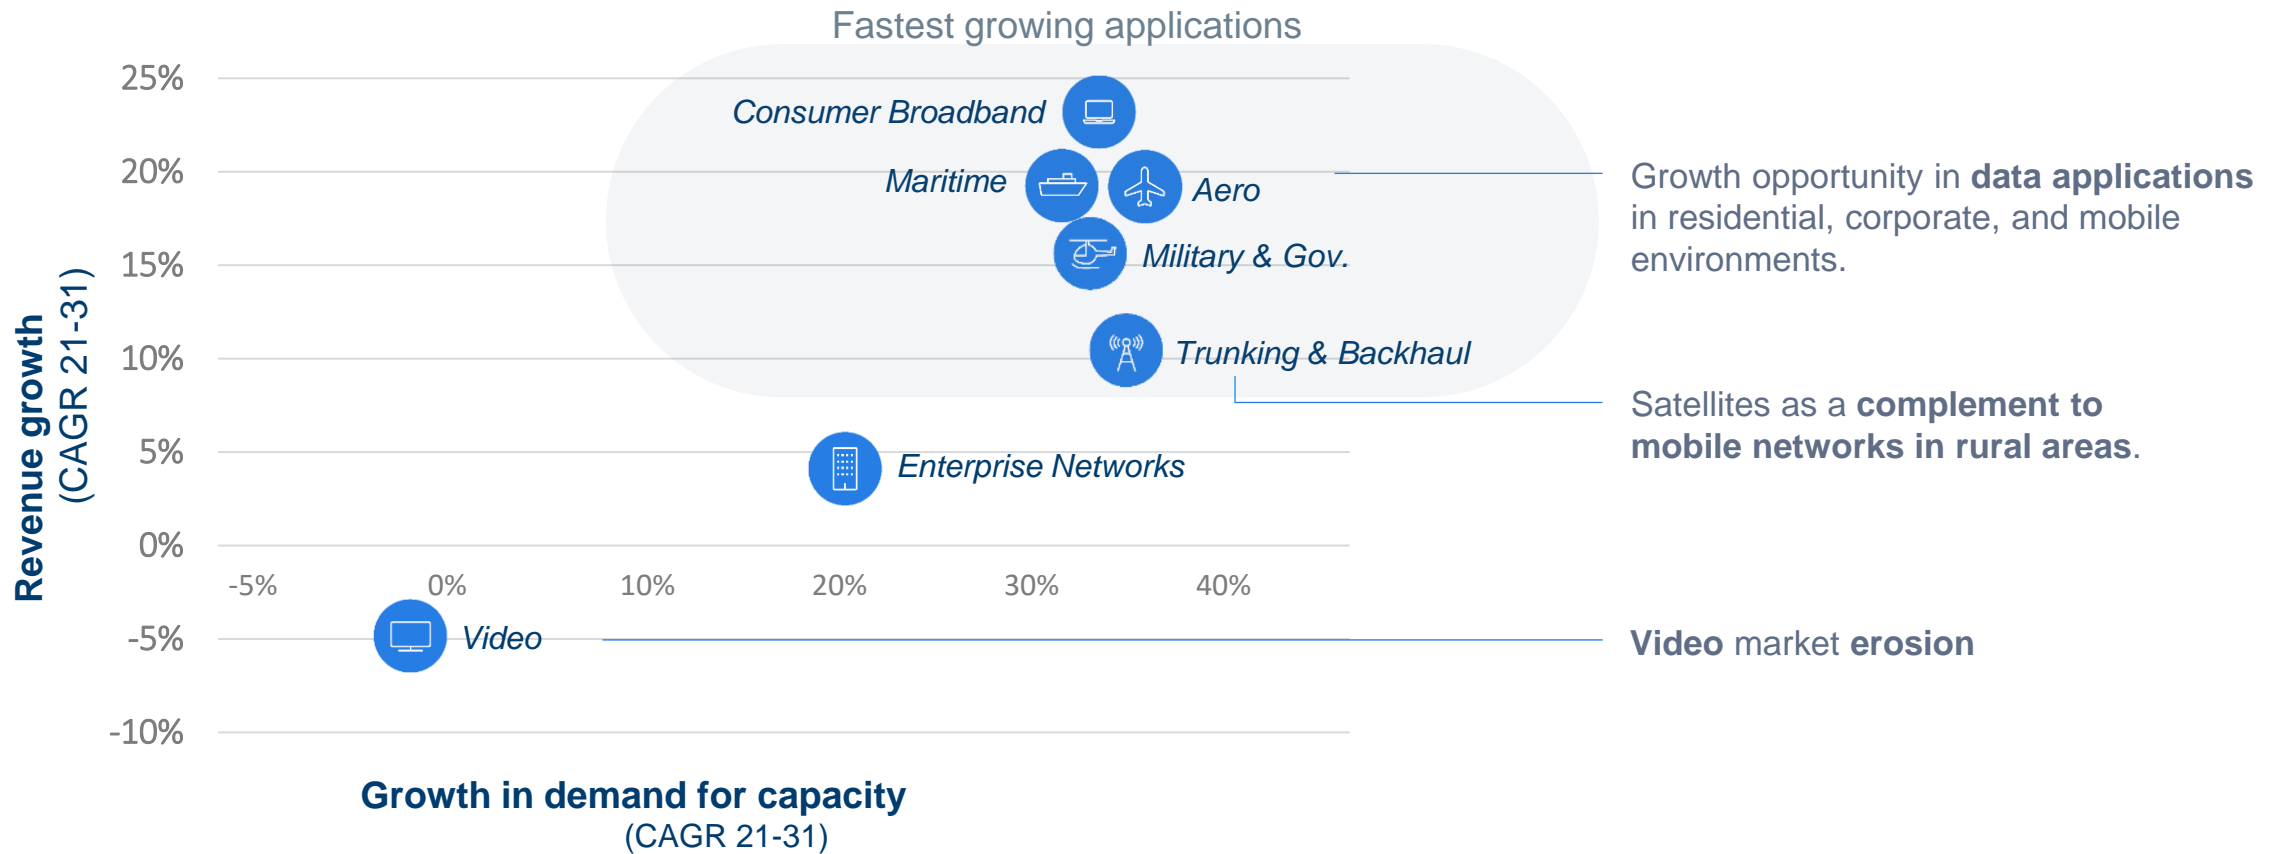 Fastest growing applications
25%
Consumer Broadband
20%
Maritime
Aero
Growth opportunity in data applications
in residential, corporate, and mobile
environments.
15%
Military & Gov.
10%
Trunking & Backhaul
Satellites as a complement to
mobile networks in rural areas.
5%
Enterprise Networks
0%
-5%
0%
10%
20%
30%
40%
-5%
Video
Video market erosion
-10%
Revenue growth
(CAGR 21-31)
Growth in demand for capacity
(CAGR 21-31)